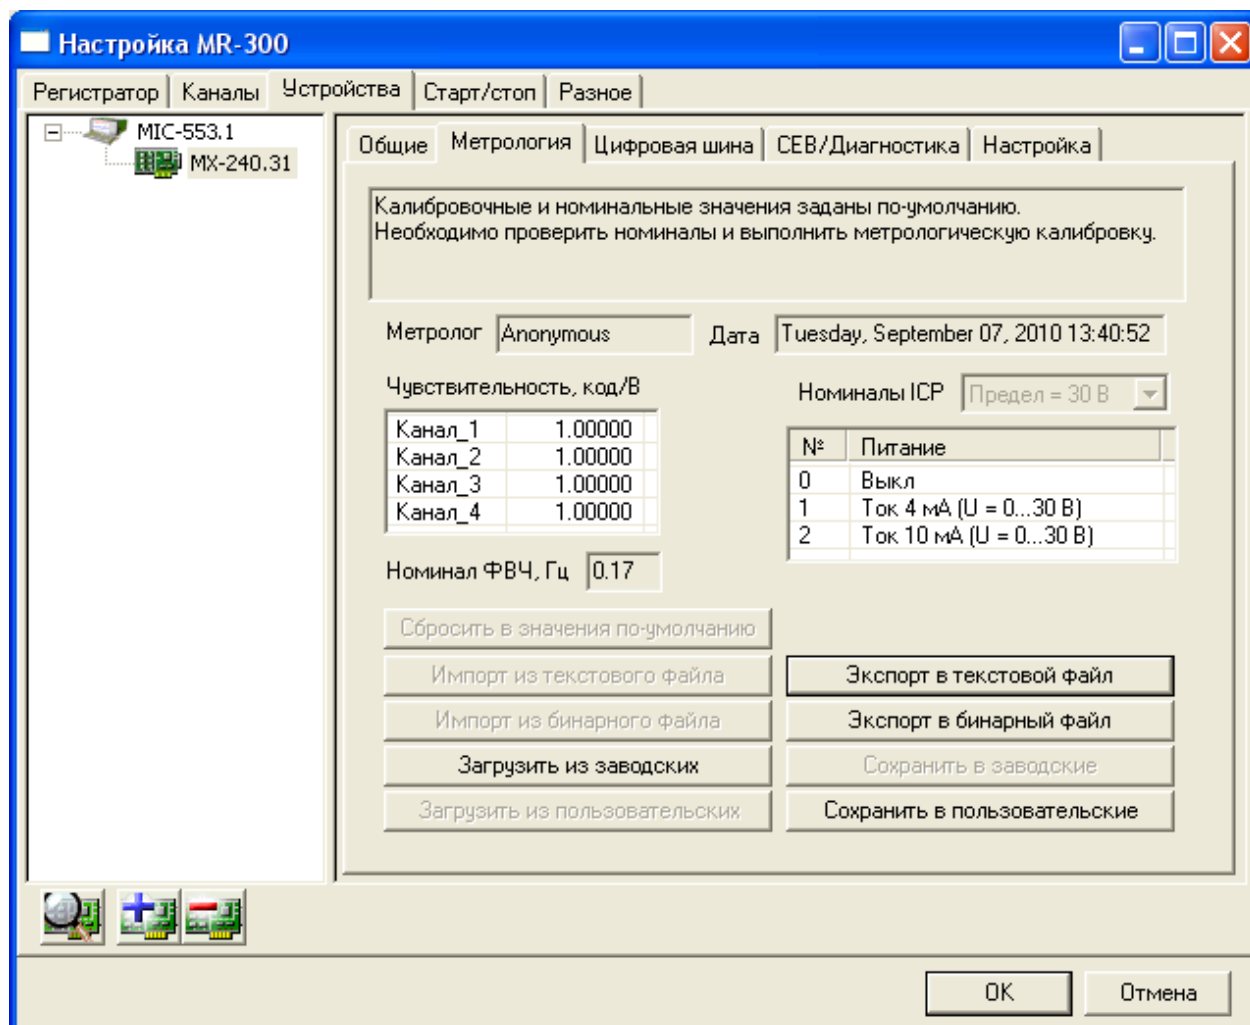 Настройка MR-300
Регистратор Каналы Устройства Старт/стоп Разное
MIC-553.1
MX-240.31
Общие Метрология Цифровая шина СЕВ/Диагностика Настройка
Калибровочные и номинальные значения заданы по-умолчанию.
Необходимо проверить номиналы и выполнить метрологическую калибровку.
Метролог Anonymous Дата Tuesday, September 07, 2010 13:40:52
Чувствительность, код/В
Канал_1 1.00000
Канал_2 1.00000
Канал_3 1.00000
Канал_4 1.00000
Номинал ФВЧ, Гц 0.17
Номиналы ICP Предел = 30 В
№ Питание
0 Выкл
1 Ток 4 мА (U = 0...30 В)
2 Ток 10 мА (U = 0...30 В)
Сбросить в значения по-умолчанию
Импорт из текстового файла Экспорт в текстовой файл
Импорт из бинарного файла Экспорт в бинарный файл
Загрузить из заводских Сохранить в заводские
Загрузить из пользовательских Сохранить в пользовательские
OK Отмена